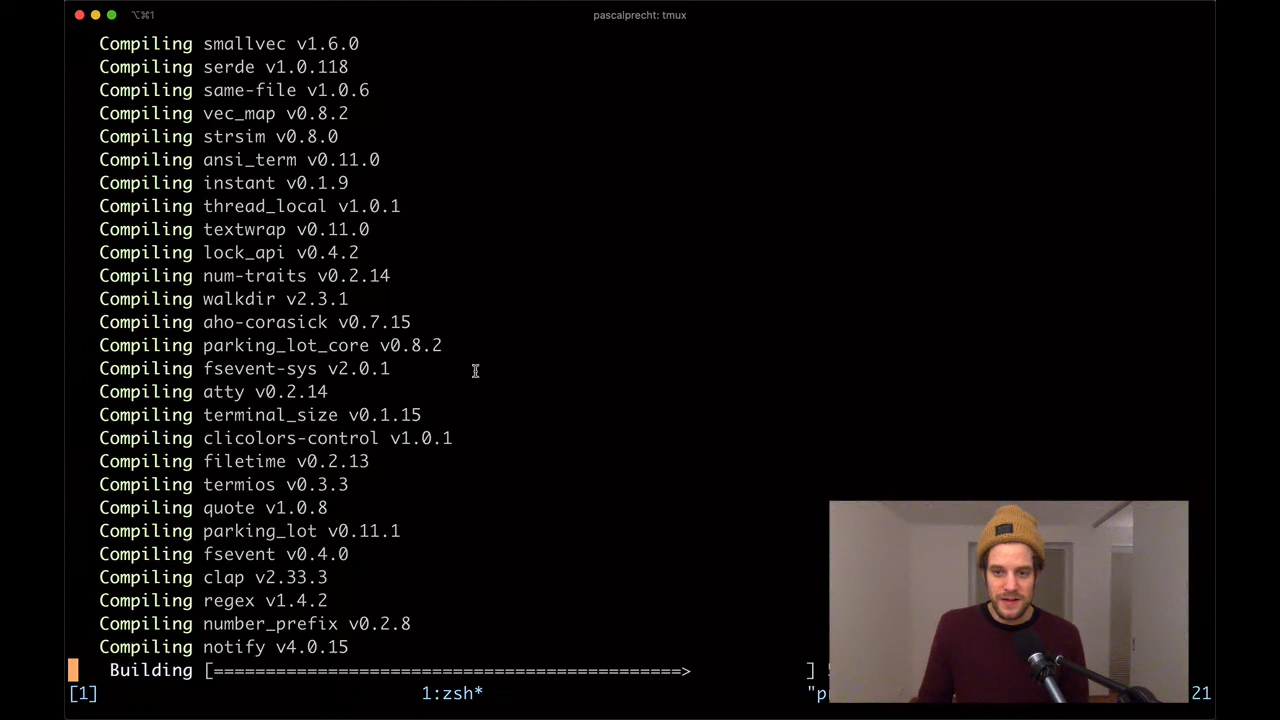 ⌥⌘1 pascalprecht: tmux
Compiling smallvec v1.6.0
Compiling serde v1.0.118
Compiling same-file v1.0.6
Compiling vec_map v0.8.2
Compiling strsim v0.8.0
Compiling ansi_term v0.11.0
Compiling instant v0.1.9
Compiling thread_local v1.0.1
Compiling textwrap v0.11.0
Compiling lock_api v0.4.2
Compiling num-traits v0.2.14
Compiling walkdir v2.3.1
Compiling aho-corasick v0.7.15
Compiling parking_lot_core v0.8.2
Compiling fsevent-sys v2.0.1
Compiling atty v0.2.14
Compiling terminal_size v0.1.15
Compiling clicolors-control v1.0.1
Compiling filetime v0.2.13
Compiling termios v0.3.3
Compiling quote v1.0.8
Compiling parking_lot v0.11.1
Compiling fsevent v0.4.0
Compiling clap v2.33.3
Compiling regex v1.4.2
Compiling number_prefix v0.2.8
Compiling notify v4.0.15
Building [=============================================> ]
[1] 1:zsh* 21